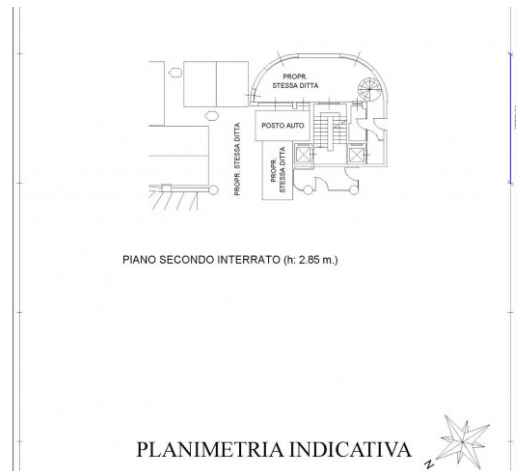 PROPR.
STESSA DITTA
POSTO AUTO
PROPR. STESSA DITTA
PROPR.
STESSA DITTA
PIANO SECONDO INTERRATO (h: 2.85 m.)
PLANIMETRIA INDICATIVA
N